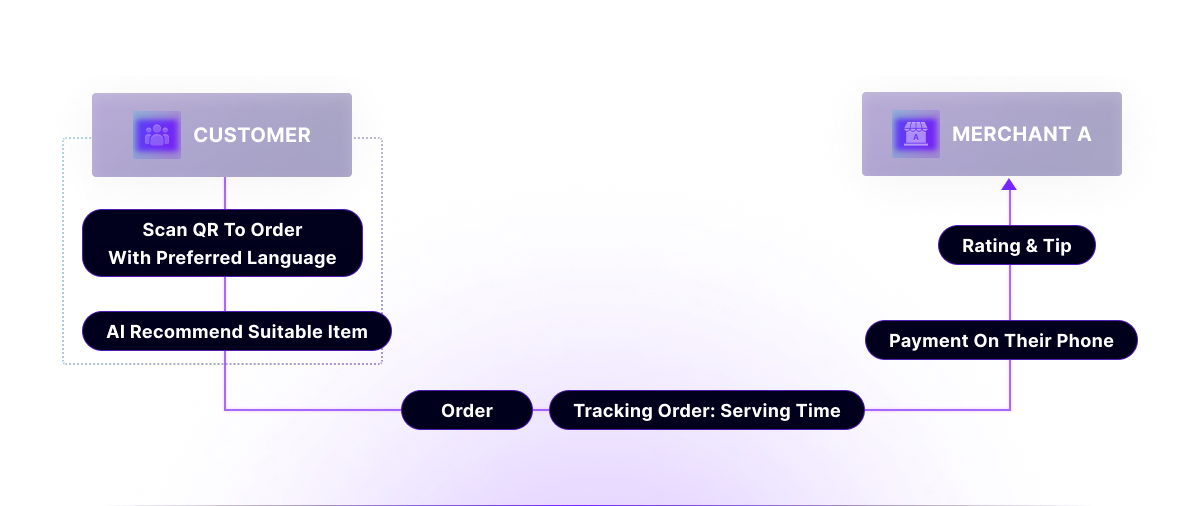 CUSTOMER
MERCHANT A
A
Scan QR To Order
With Preferred Language
Rating & Tip
AI Recommend Suitable Item
Payment On Their Phone
Order
Tracking Order: Serving Time